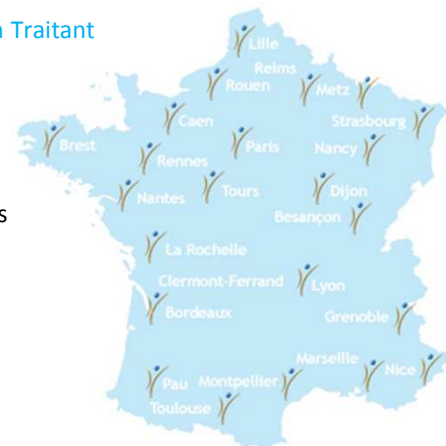 Traitant
Lille
Reims
Rouen
Metz
Caen
Strasbourg
Brest
Paris
Nancy
Rennes
Nantes
Tours
Dijon
s
Besançon
La Rochelle
Clermont-Ferrand
Lyon
Bordeaux
Grenoble
Marseille
Pau
Montpellier
Nice
Toulouse